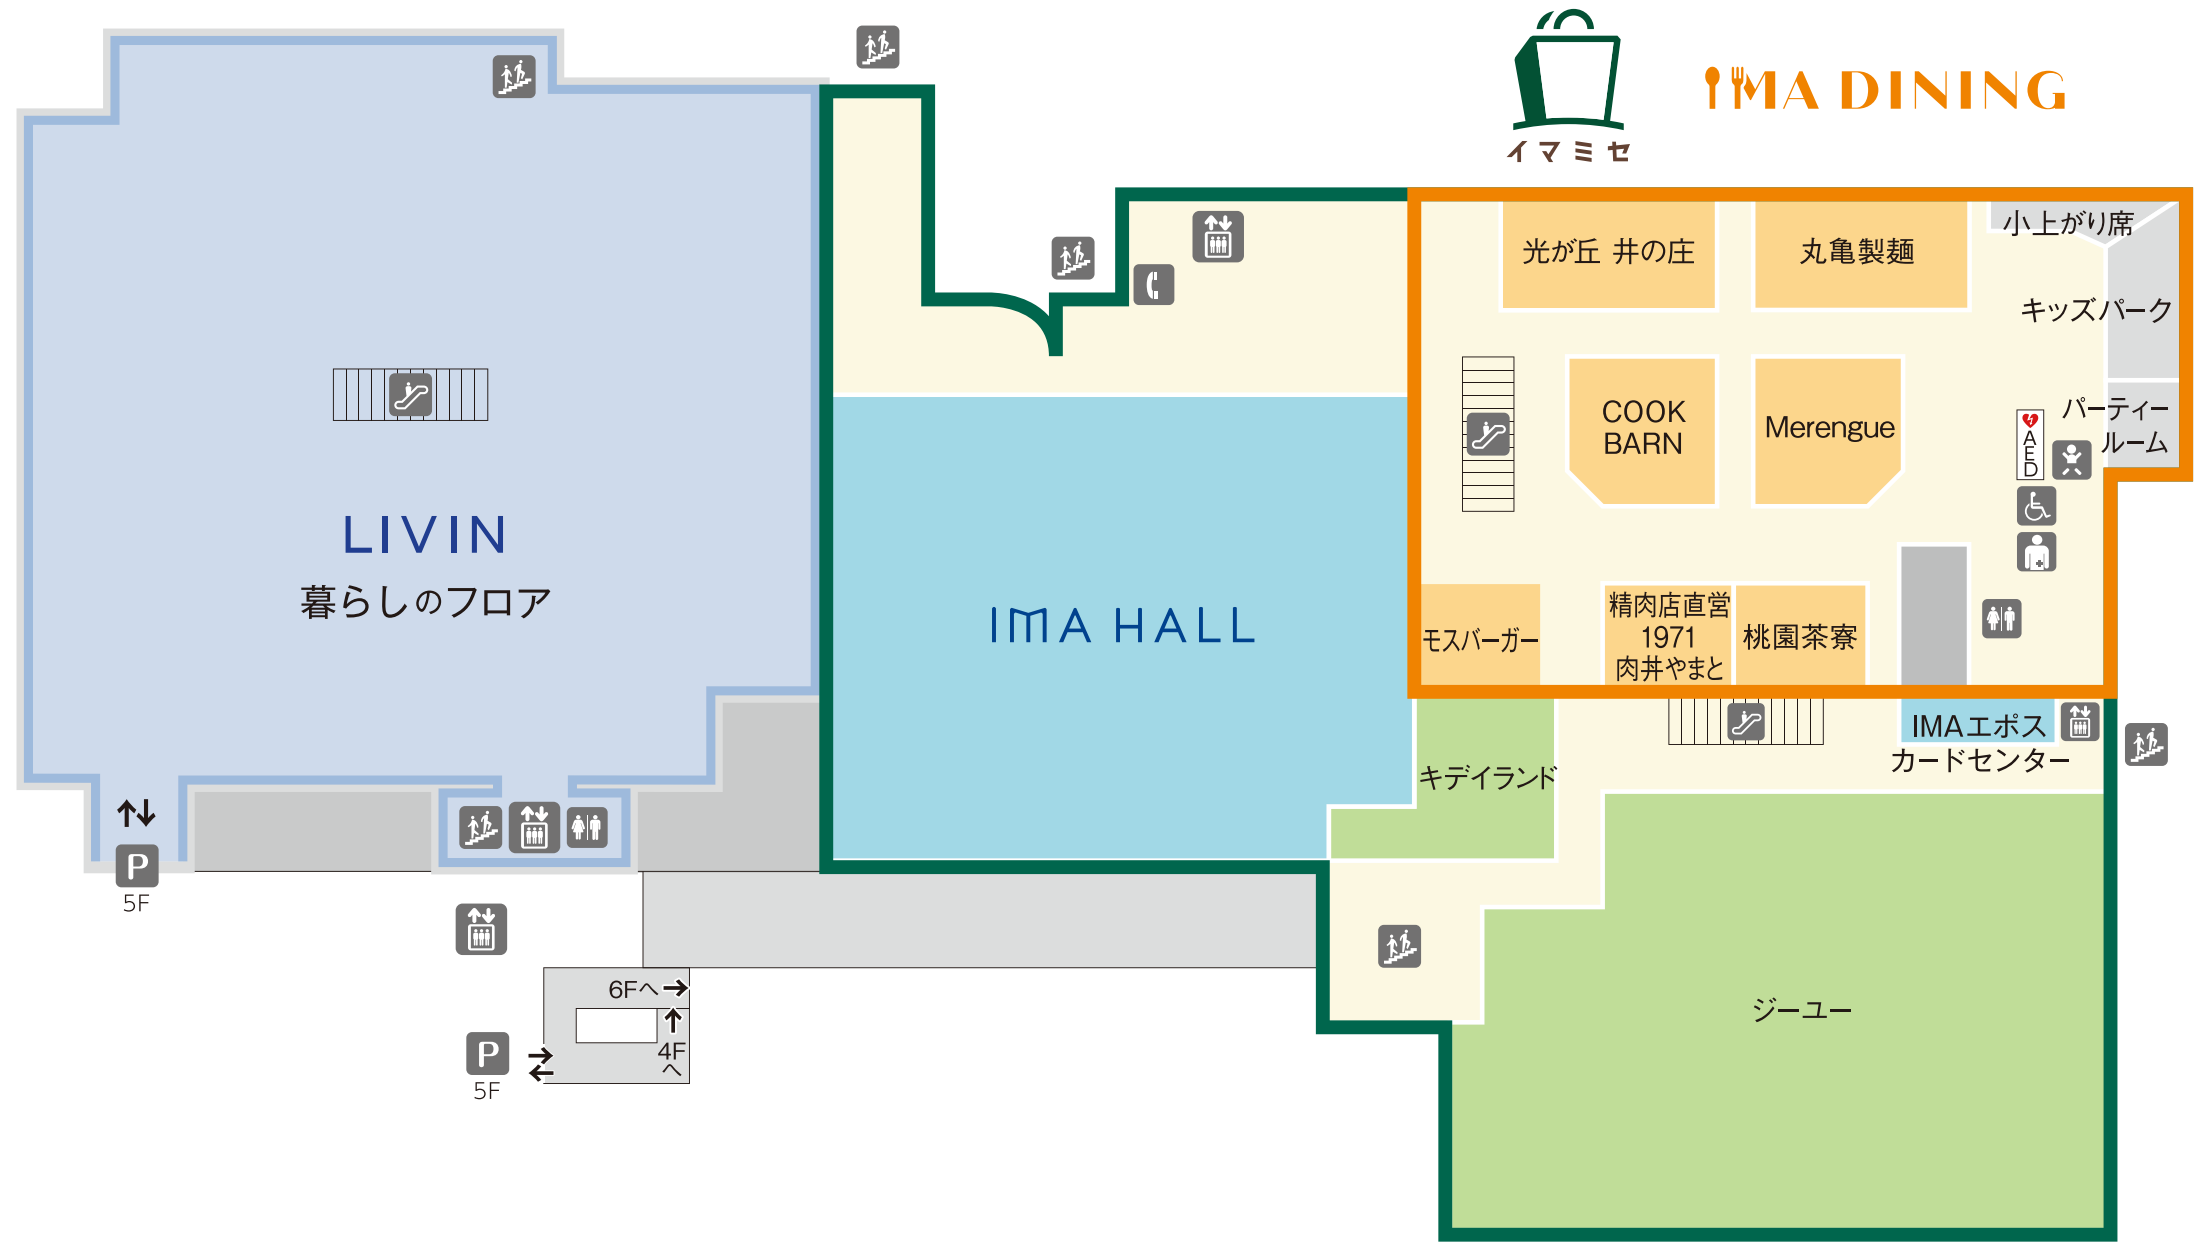 イマミセ
IMA DINING
光が丘 井の庄
丸亀製麺
小上がり席
キッズパーク
COOK
BARN
Merengue
パーティー
ルーム
AED
LIVIN
暮らしのフロア
IMA HALL
モスバーガー
精肉店直営
1971
肉丼やまと
桃園茶寮
IMAエポス
カードセンター
キデイランド
P
5F
6Fへ
4F
へ
P
5F
ジーユー